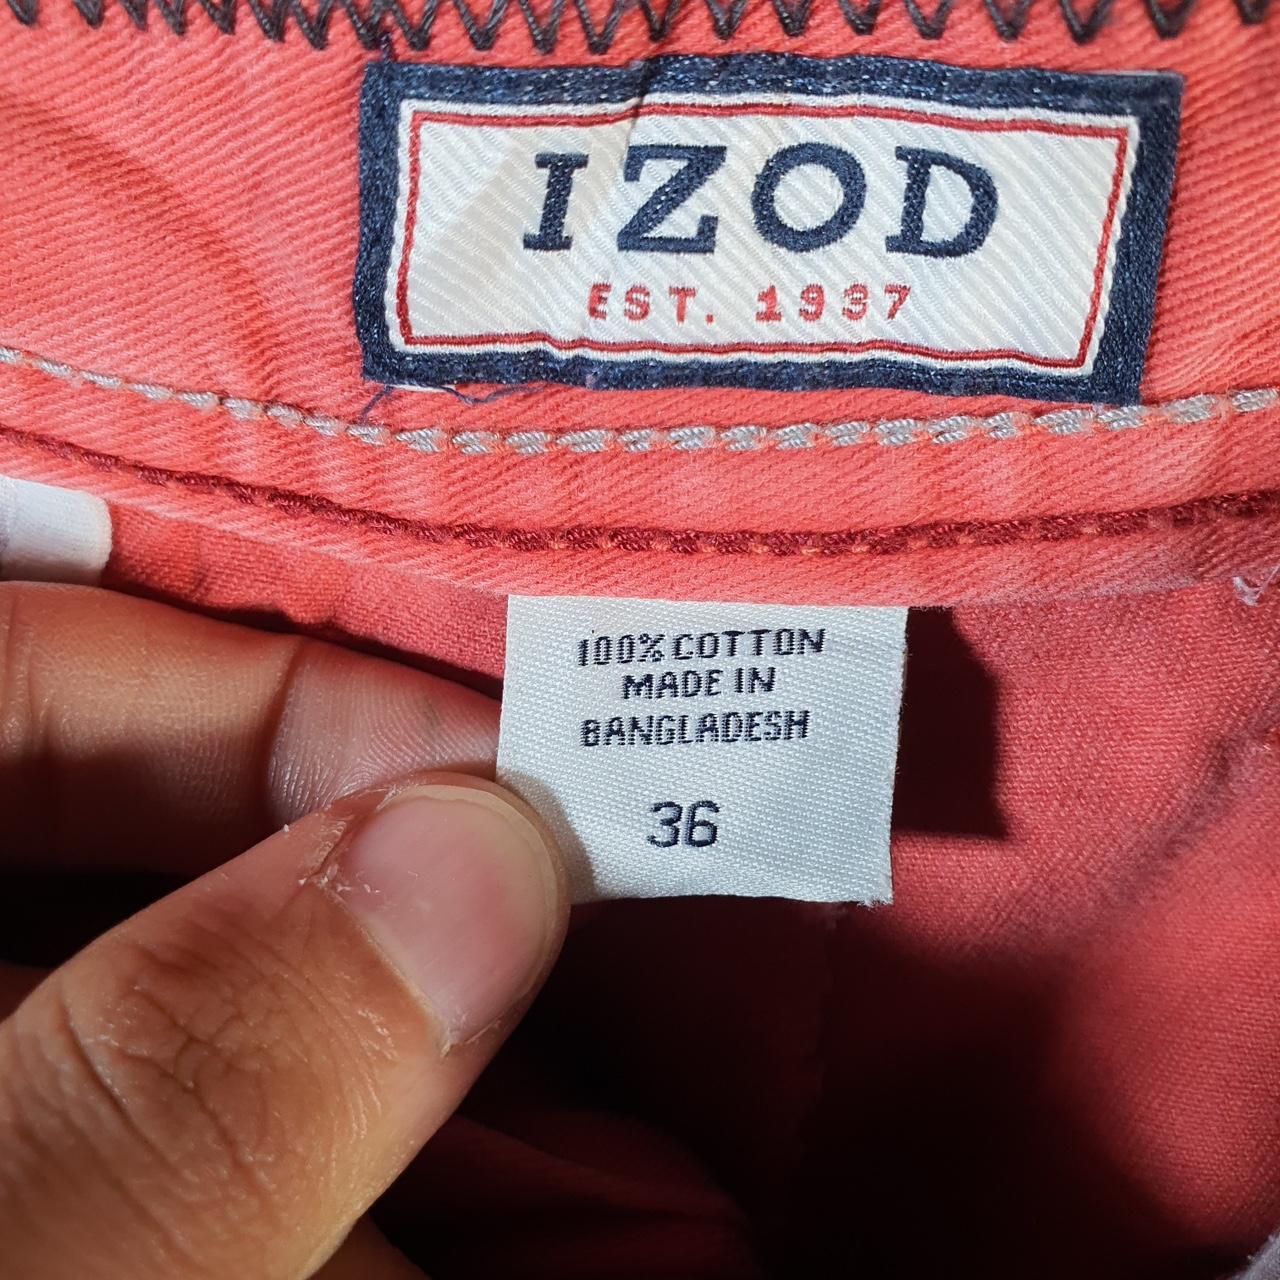 IZOD
EST. 1937
100% COTTON
MADE IN
BANGLADESH
36